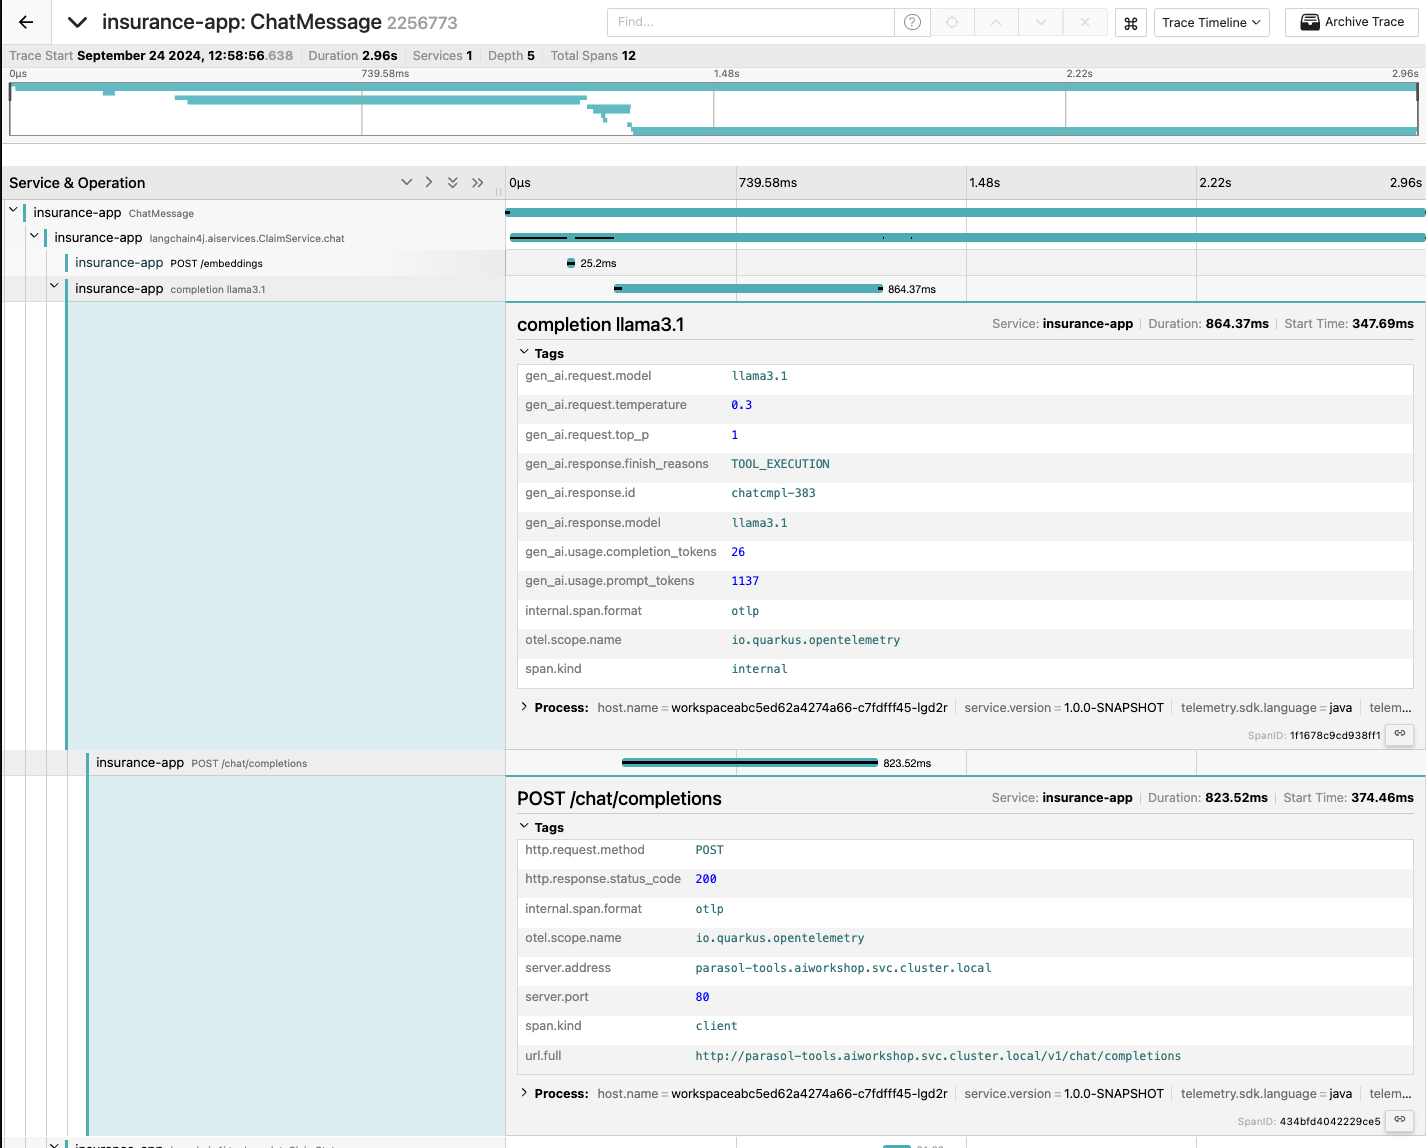 insurance-app: ChatMessage 2256773 Find... Trace Timeline Archive Trace
Trace Start September 24 2024, 12:58:56.638 Duration 2.96s Services 1 Depth 5 Total Spans 12
0μs 739.58ms 1.48s 2.22s 2.96s
Service & Operation 0μs 739.58ms 1.48s 2.22s 2.96s
insurance-app ChatMessage
insurance-app langchain4j.aiservices.ClaimService.chat
insurance-app POST /embeddings 25.2ms
insurance-app completion llama3.1 864.37ms
completion llama3.1 Service: insurance-app Duration: 864.37ms Start Time: 347.69ms
Tags
gen_ai.request.model llama3.1
gen_ai.request.temperature 0.3
gen_ai.request.top_p 1
gen_ai.response.finish_reasons TOOL_EXECUTION
gen_ai.response.id chatcmpl-383
gen_ai.response.model llama3.1
gen_ai.usage.completion_tokens 26
gen_ai.usage.prompt_tokens 1137
internal.span.format otlp
otel.scope.name io.quarkus.opentelemetry
span.kind internal
Process: host.name = workspaceabc5ed62a4274a66-c7fdfff45-lgd2r service.version = 1.0.0-SNAPSHOT telemetry.sdk.language = java telem...
SpanID: 1f1678c9cd938ff1
insurance-app POST /chat/completions 823.52ms
POST /chat/completions Service: insurance-app Duration: 823.52ms Start Time: 374.46ms
Tags
http.request.method POST
http.response.status_code 200
internal.span.format otlp
otel.scope.name io.quarkus.opentelemetry
server.address parasol-tools.aiworkshop.svc.cluster.local
server.port 80
span.kind client
url.full http://parasol-tools.aiworkshop.svc.cluster.local/v1/chat/completions
Process: host.name = workspaceabc5ed62a4274a66-c7fdfff45-lgd2r service.version = 1.0.0-SNAPSHOT telemetry.sdk.language = java telem...
SpanID: 434bfd4042229ce5
insurance-app